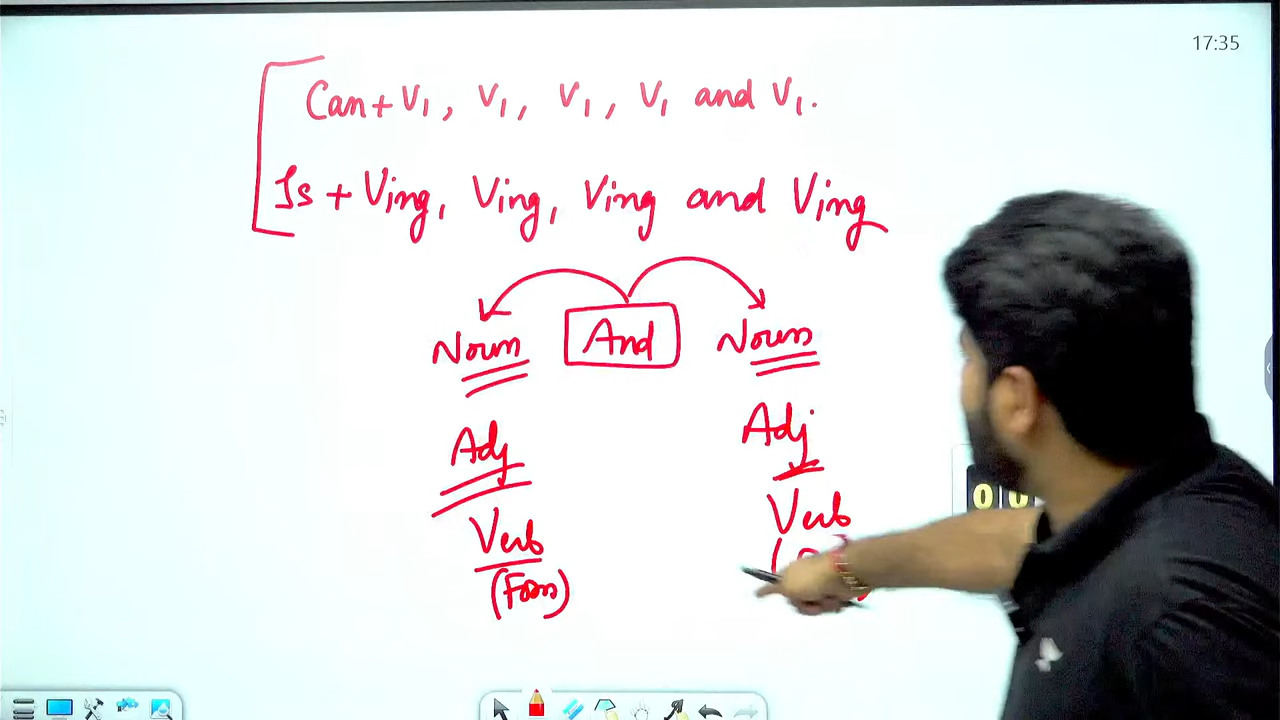 17:35
Can + V1, V1, V1, V1 and V1.
Is + Ving, Ving, Ving and Ving
Noun And Noun
Adj Adj
Verb Verb
(Form)